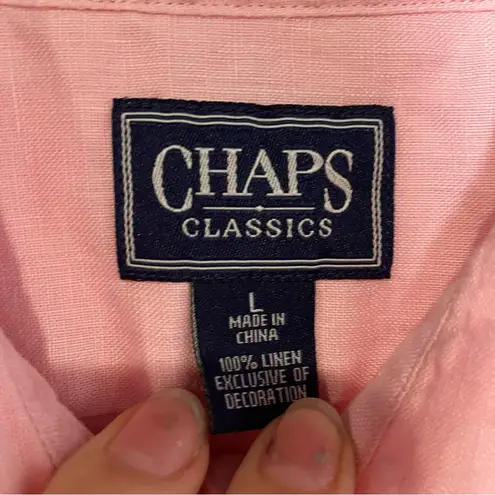 CHAPS
CLASSICS
L
MADE IN
CHINA
100% LINEN
EXCLUSIVE OF
DECORATION